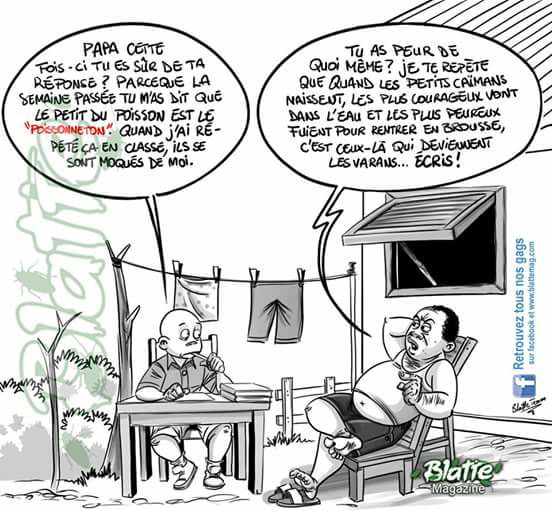 PAPA CETTE
FOIS-CI TU ES SÛR DE TA
RÉPONSE? PARCEQUE LA
SEMAINE PASSÉE TU M'AS DIT QUE
LE PETIT DU POISSON EST LE
"POISSONNETON". QUAND J'AI RÉ-
PÉTÉ ÇA EN CLASSE, ILS SE
SONT MOQUÉS DE MOI.
TU AS PEUR DE
QUOI MÊME? JE TE REPÈTE
QUE QUAND LES PETITS CAÏMANS
NAISSENT, LES PLUS COURAGEUX VONT
DANS L'EAU ET LES PLUS PEUREUX
FUIENT POUR RENTRER EN BROUSSE,
C'EST CEUX-LÀ QUI DEVIENNENT
LES VARANS... ECRIS!
Blatte
Retrouvez tous nos gags
sur facebook et www.blattemag.com
f
Blatte
Magazine